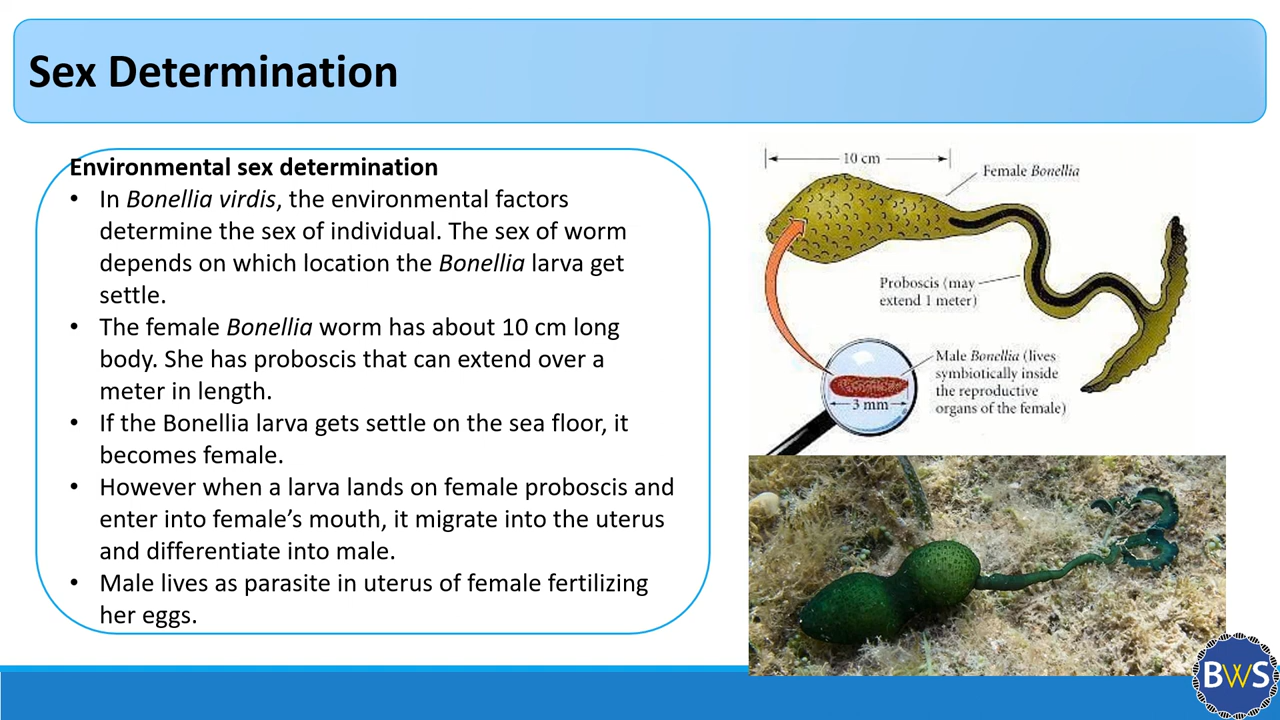 Sex Determination
Environmental sex determination
• In Bonellia virdis, the environmental factors
determine the sex of individual. The sex of worm
depends on which location the Bonellia larva get
settle.
• The female Bonellia worm has about 10 cm long
body. She has proboscis that can extend over a
meter in length.
• If the Bonellia larva gets settle on the sea floor, it
becomes female.
• However when a larva lands on female proboscis and
enter into female’s mouth, it migrate into the uterus
and differentiate into male.
• Male lives as parasite in uterus of female fertilizing
her eggs.
10 cm
Female Bonellia
Proboscis (may
extend 1 meter)
Male Bonellia (lives
symbiotically inside
the reproductive
organs of the female)
3 mm
BWS